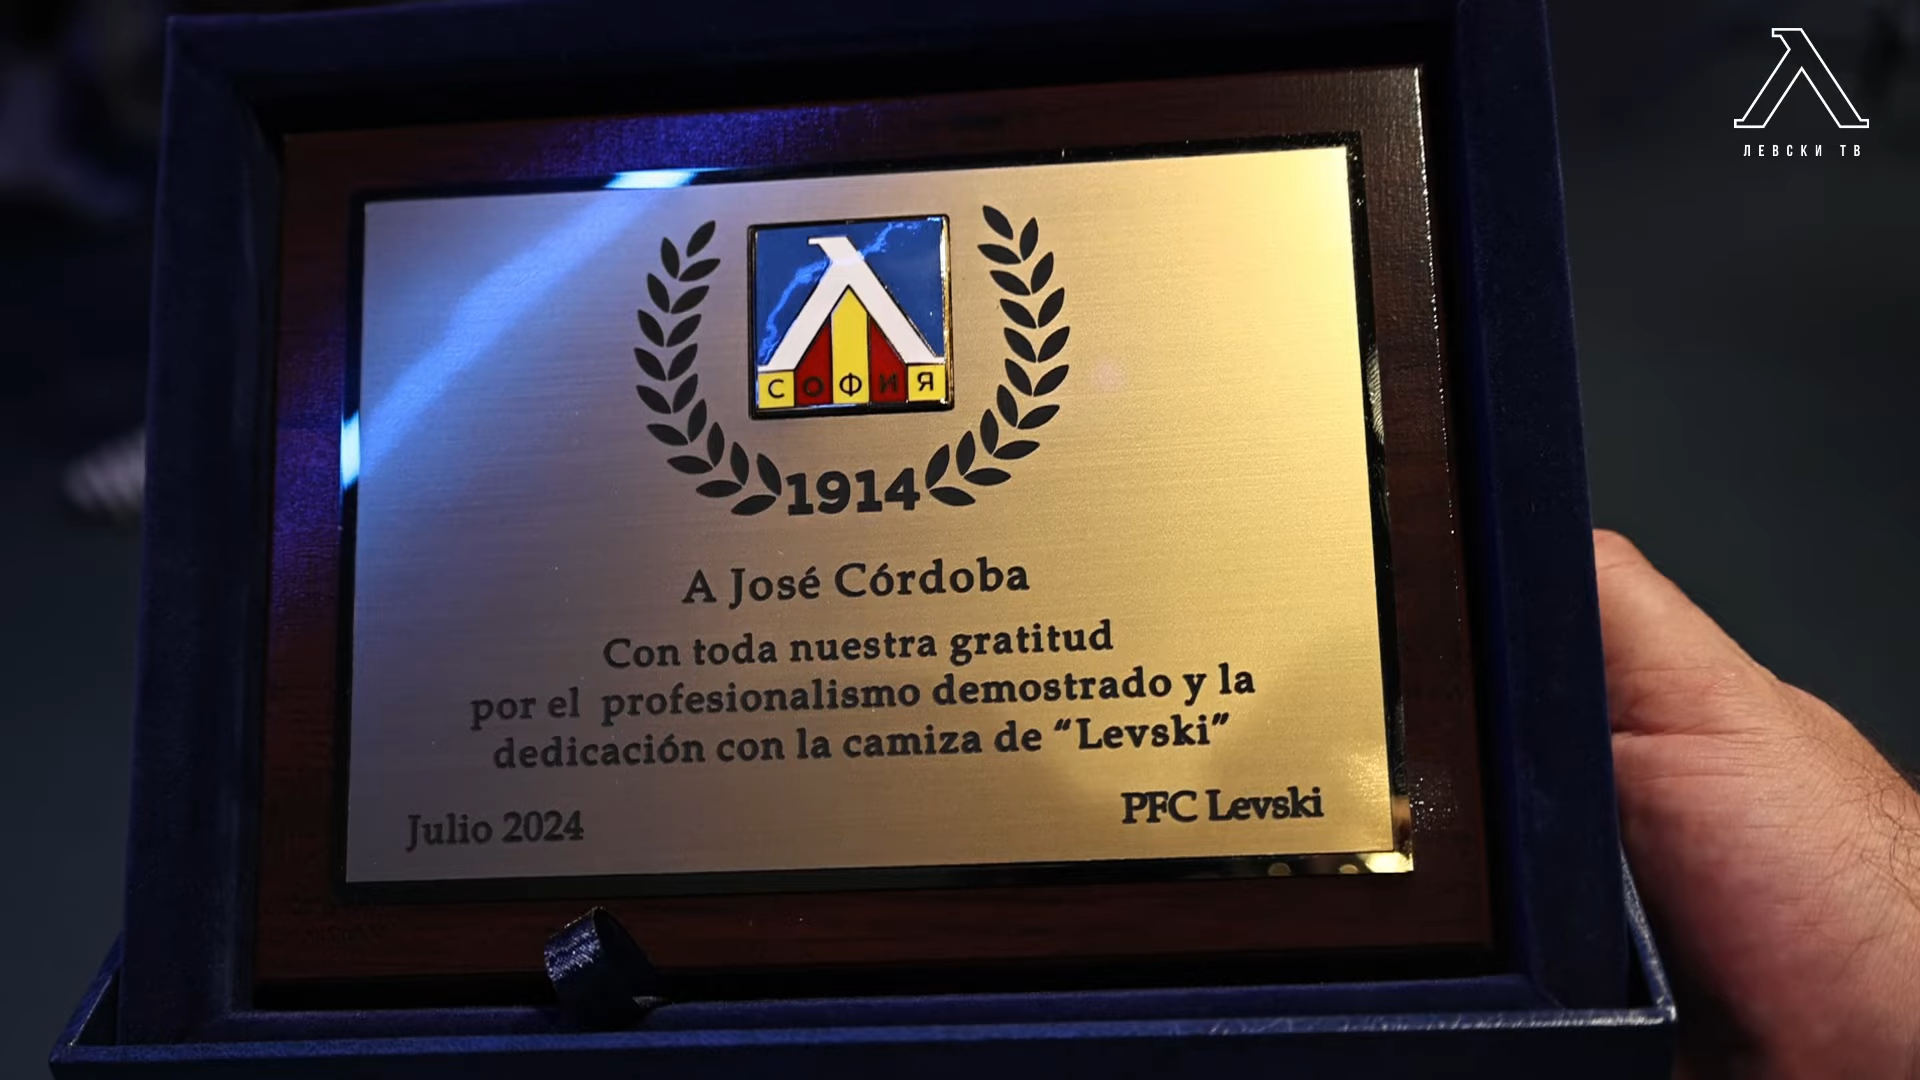 ЛЕВСКИ ТВ
СОФИЯ
1914
A José Córdoba
Con toda nuestra gratitud
por el profesionalismo demostrado y la
dedicación con la camiza de “Levski”
Julio 2024
PFC Levski